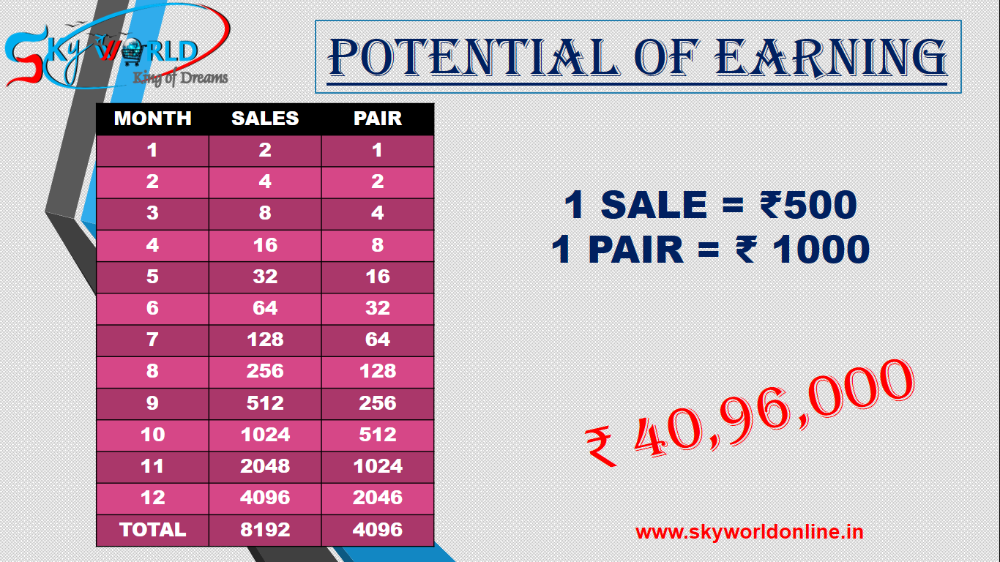 SKy WORLD
King of Dreams
POTENTIAL OF EARNING
MONTH SALES PAIR
1 2 1
2 4 2
3 8 4
4 16 8
5 32 16
6 64 32
7 128 64
8 256 128
9 512 256
10 1024 512
11 2048 1024
12 4096 2046
TOTAL 8192 4096
1 SALE = ₹500
1 PAIR = ₹ 1000
₹ 40,96,000
www.skyworldonline.in